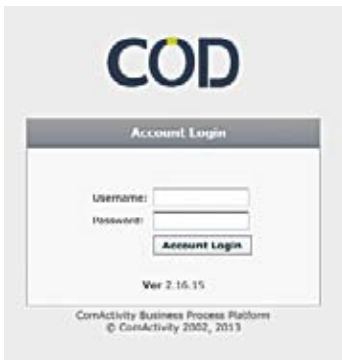 COD
Account Login
Username:
Password:
Account Login
Ver 2.16.15
ComActivity Business Process Platform
© ComActivity 2002, 2013